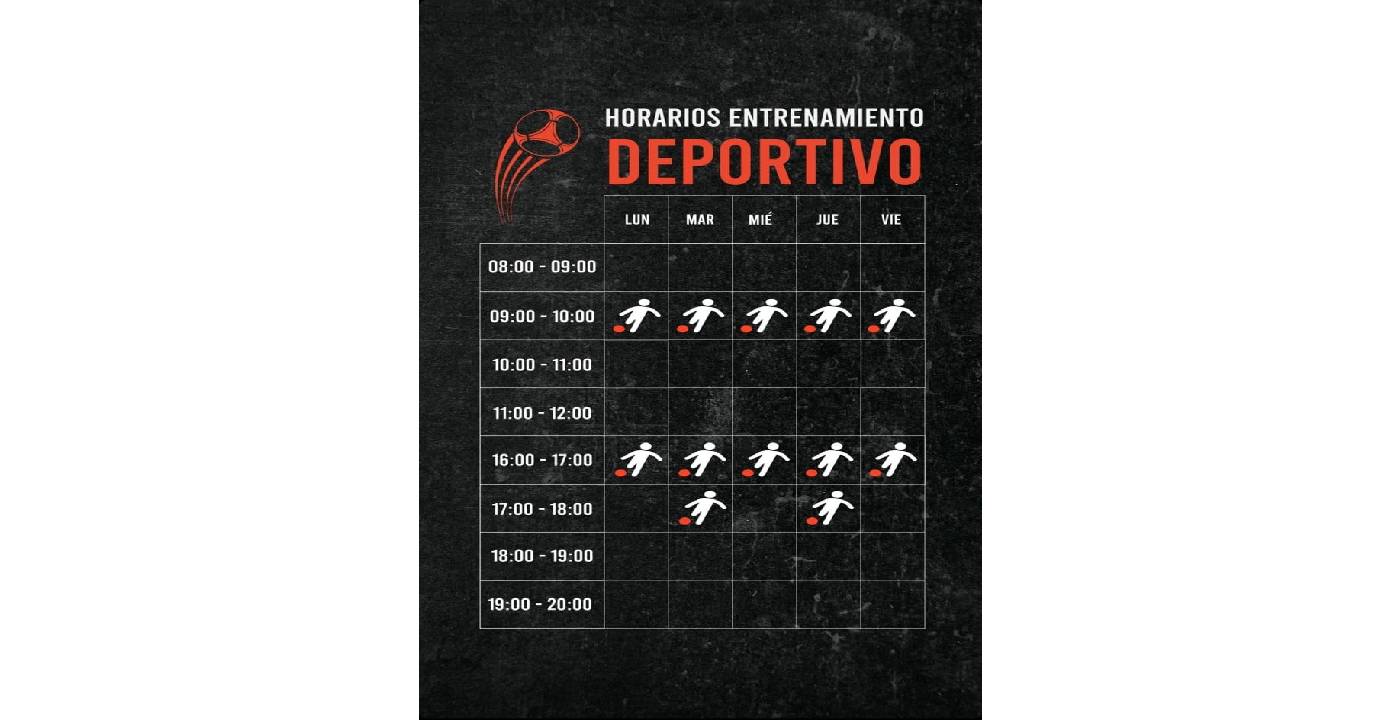 HORARIOS ENTRENAMIENTO
DEPORTIVO
LUN MAR MIÉ JUE VIE
08:00 - 09:00
09:00 - 10:00
10:00 - 11:00
11:00 - 12:00
16:00 - 17:00
17:00 - 18:00
18:00 - 19:00
19:00 - 20:00